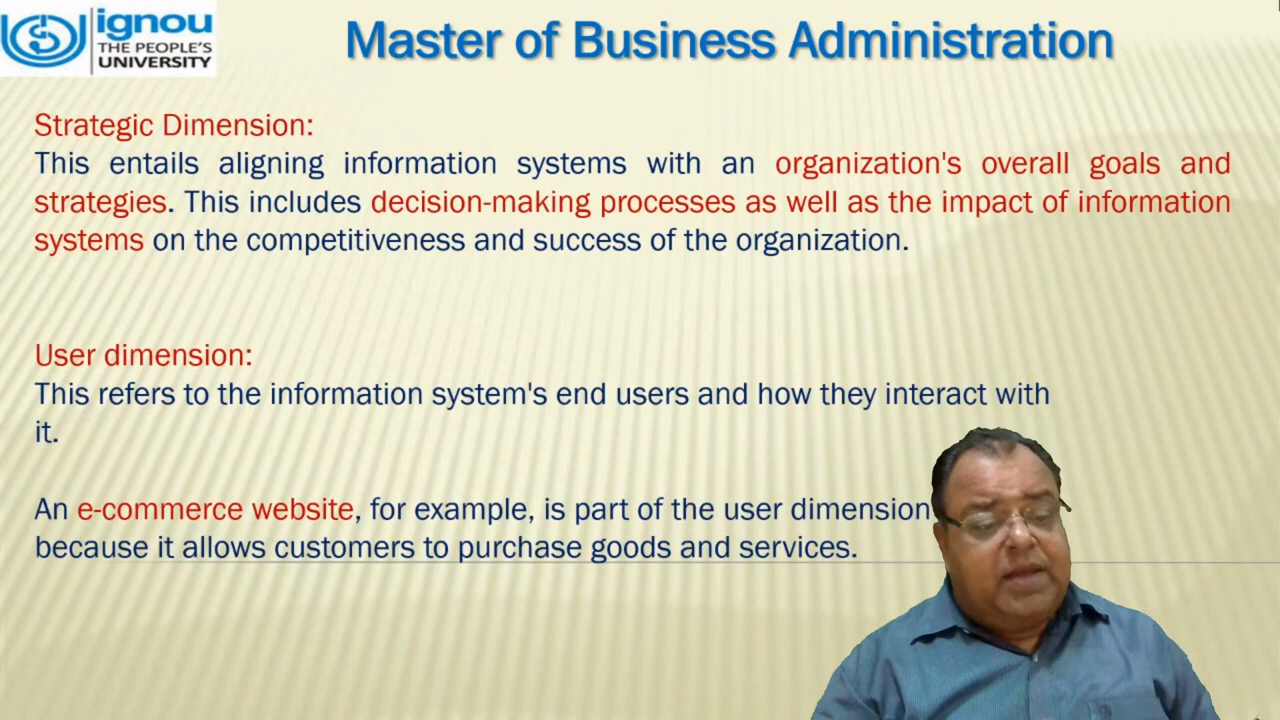 ignou
THE PEOPLE'S
UNIVERSITY
Master of Business Administration
Strategic Dimension:
This entails aligning information systems with an organization's overall goals and
strategies. This includes decision-making processes as well as the impact of information
systems on the competitiveness and success of the organization.
User dimension:
This refers to the information system's end users and how they interact with
it.
An e-commerce website, for example, is part of the user dimension
because it allows customers to purchase goods and services.